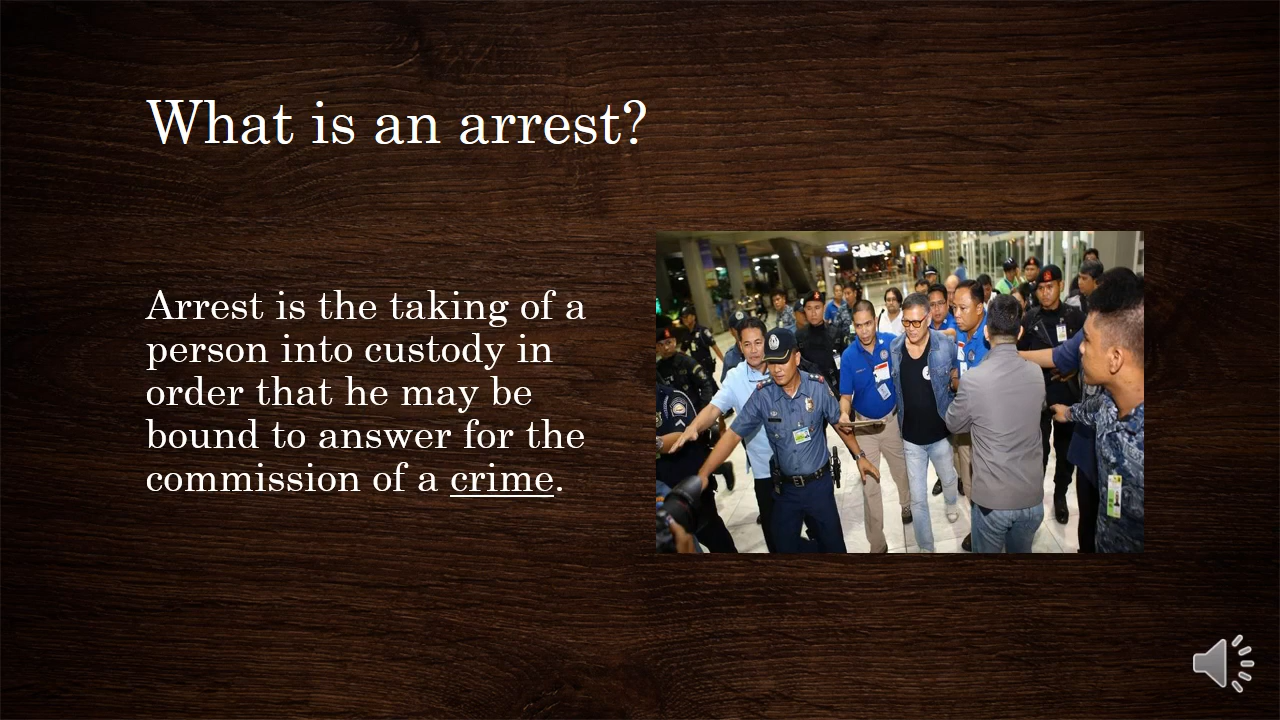 What is an arrest?
Arrest is the taking of a
person into custody in
order that he may be
bound to answer for the
commission of a crime.